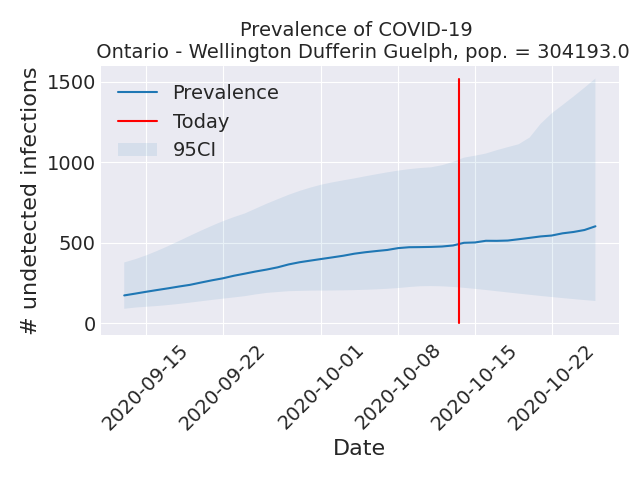 Prevalence of COVID-19
Ontario - Wellington Dufferin Guelph, pop. = 304193.0
# undetected infections
1500
1000
500
0
Prevalence
Today
95CI
2020-09-15
2020-09-22
2020-10-01
2020-10-08
2020-10-15
2020-10-22
Date